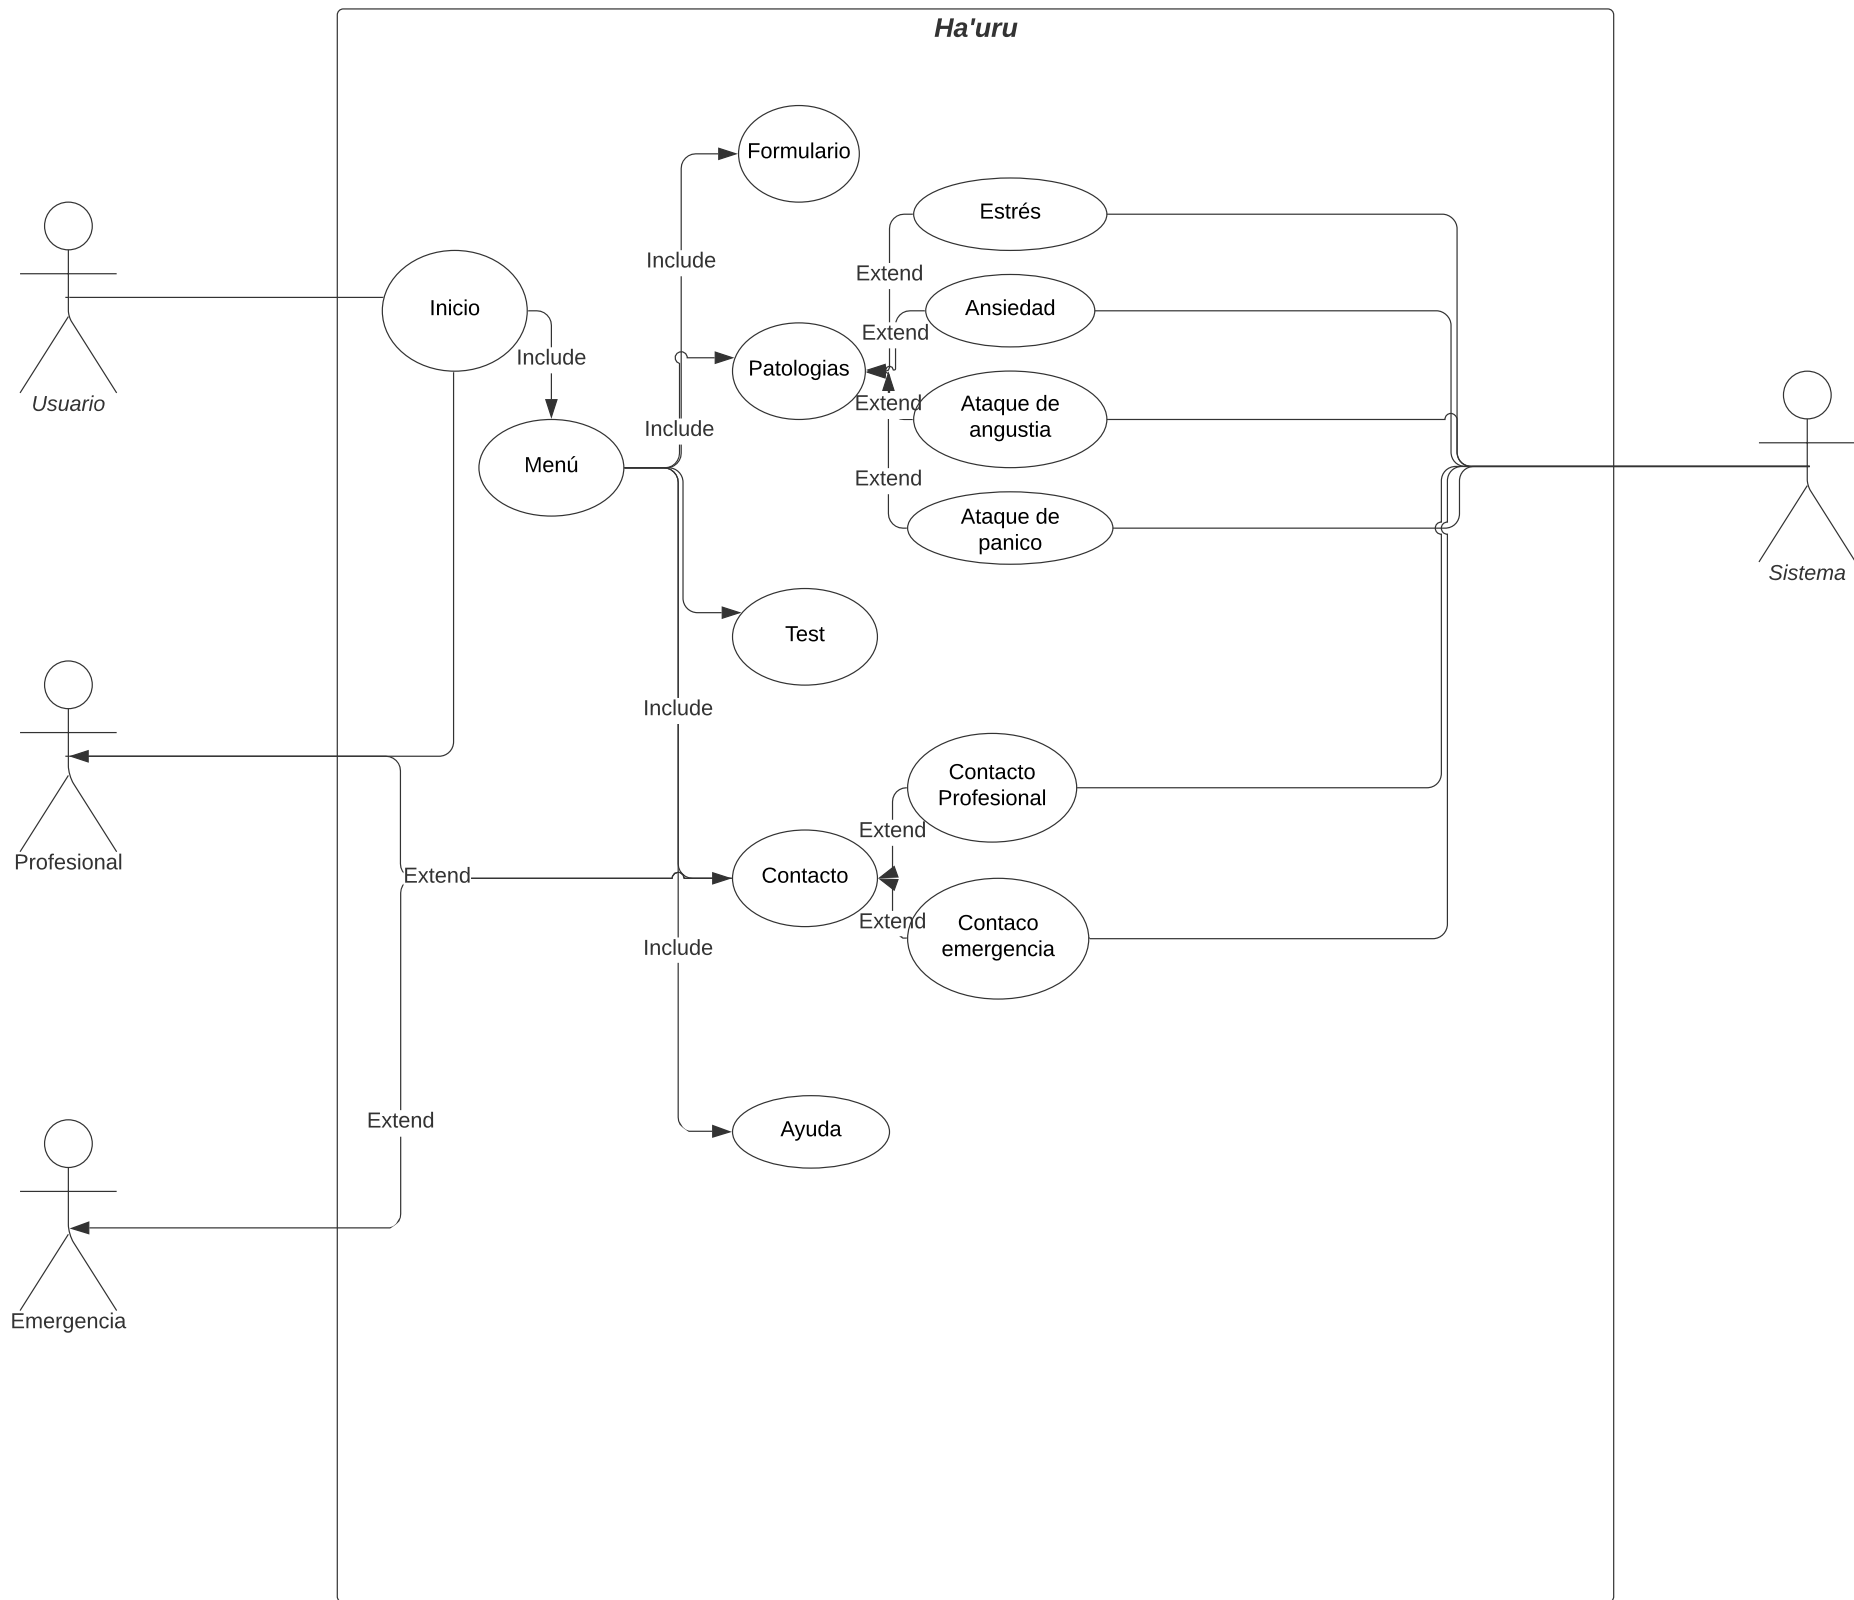 Ha'uru
Formulario
Estrés
Include
Extend
Inicio
Ansiedad
Extend
Include
Patologias
Usuario
Extend
Ataque de
angustia
Include
Menú
Extend
Ataque de
panico
Sistema
Test
Include
Contacto
Profesional
Extend
Profesional
Extend
Contacto
Extend
Contaco
emergencia
Include
Extend
Ayuda
Emergencia